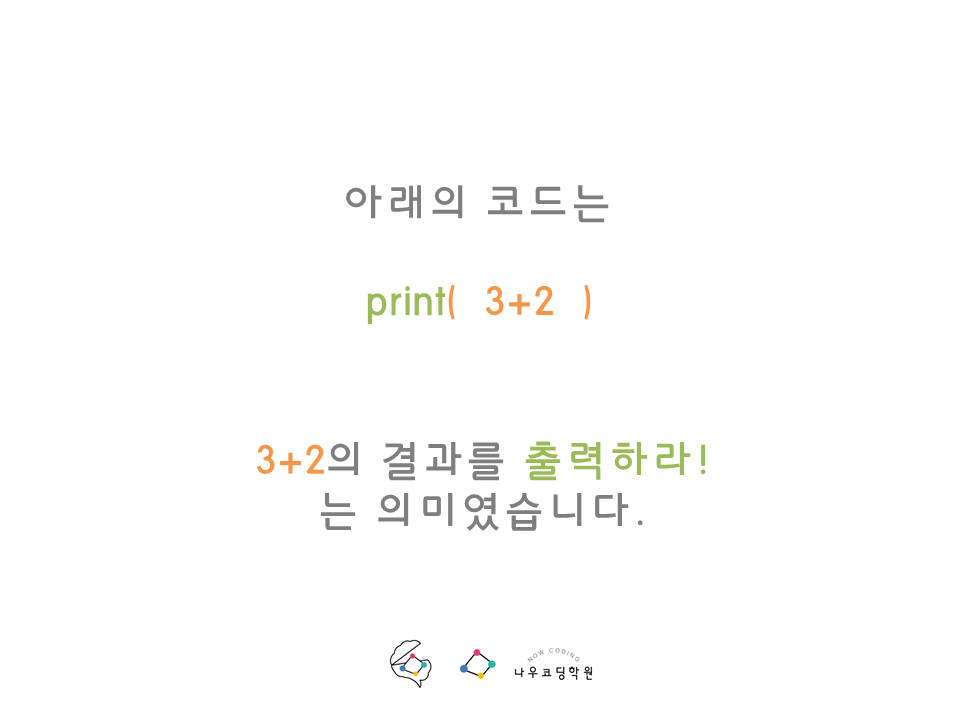 아래의 코드는
print( 3+2 )
3+2의 결과를 출력하라!
는 의미였습니다.
NOW CODING
나우코딩학원